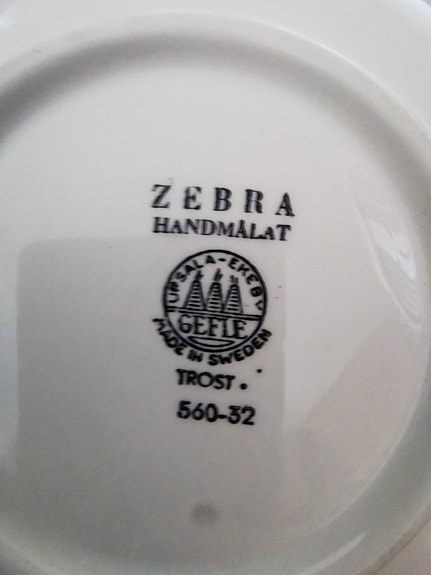 ZEBRA
HANDMÅLAT
UPSALA-EKEBY
GEFLE
MADE IN SWEDEN
TROST.
560-32